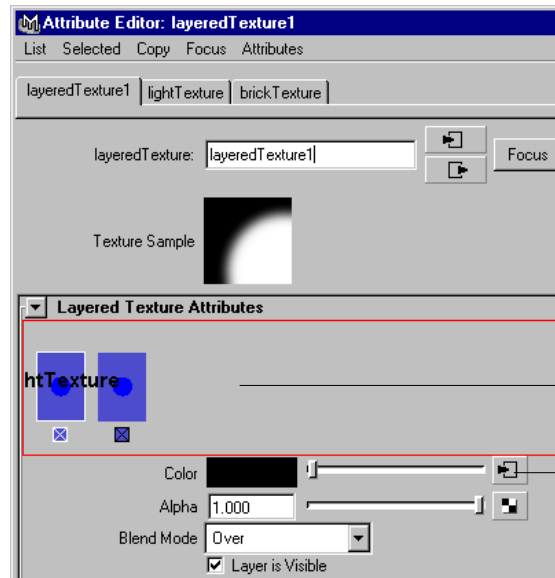 Attribute Editor: layeredTexture1
List Selected Copy Focus Attributes
layeredTexture1 lightTexture brickTexture
layeredTexture: layeredTexture1
Focus
Texture Sample
Layered Texture Attributes
htTexture
Color
Alpha 1.000
Blend Mode Over
Layer is Visible